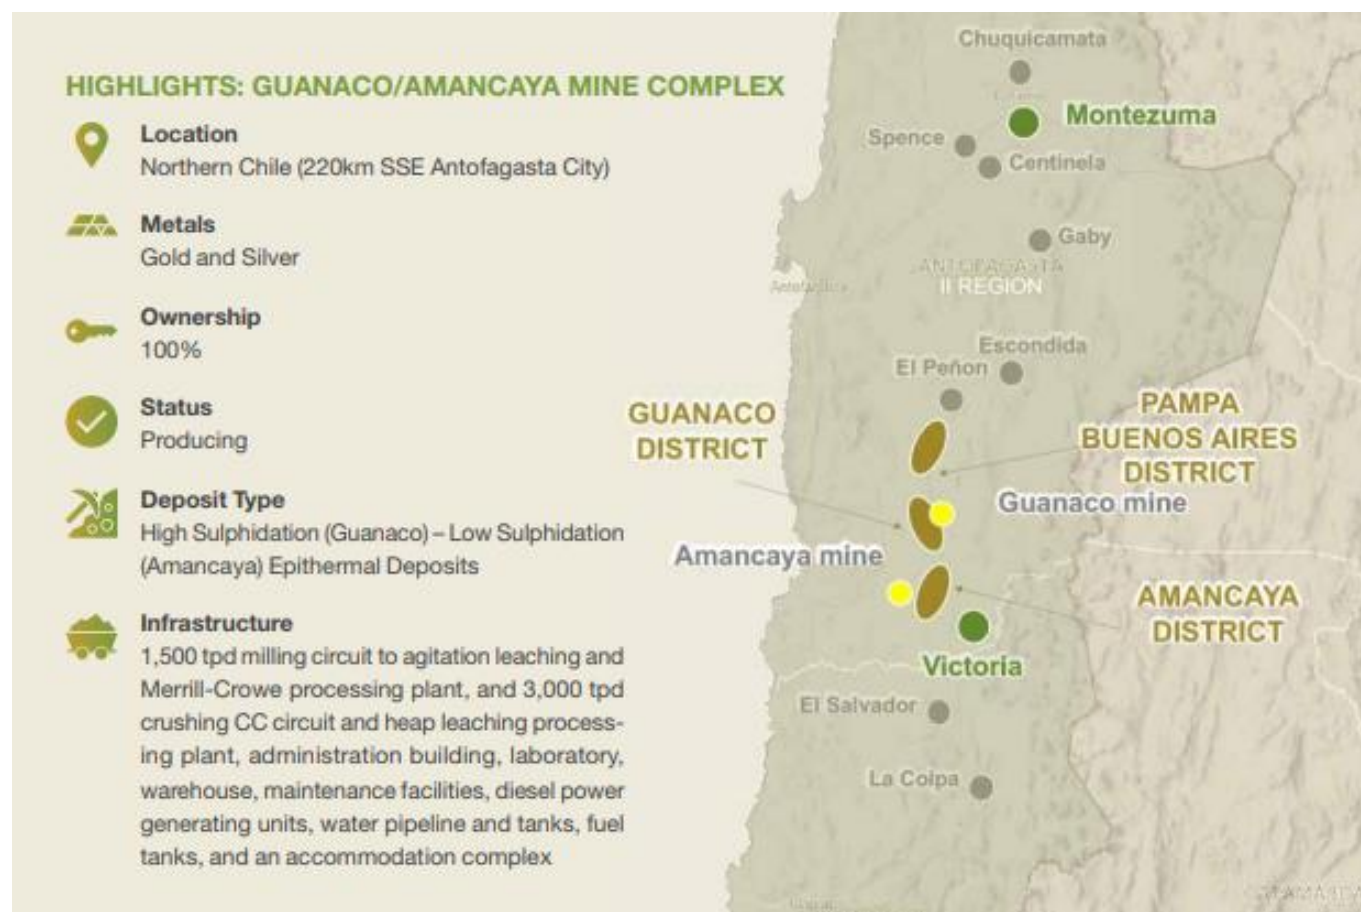 HIGHLIGHTS: GUANACO/AMANCAYA MINE COMPLEX
Location
Northern Chile (220km SSE Antofagasta City)
Metals
Gold and Silver
Ownership
100%
Status
Producing
Deposit Type
High Sulphidation (Guanaco) – Low Sulphidation
(Amancaya) Epithermal Deposits
Infrastructure
1,500 tpd milling circuit to agitation leaching and
Merrill-Crowe processing plant, and 3,000 tpd
crushing CC circuit and heap leaching process-
ing plant, administration building, laboratory,
warehouse, maintenance facilities, diesel power
generating units, water pipeline and tanks, fuel
tanks, and an accommodation complex
Chuquicamata
Montezuma
Spence
Centinela
Gaby
ANTOFAGASTA
II REGION
Antofagasta
Escondida
El Peñon
GUANACO
DISTRICT
PAMPA
BUENOS AIRES
DISTRICT
Guanaco mine
Amancaya mine
AMANCAYA
DISTRICT
Victoria
El Salvador
La Coipa